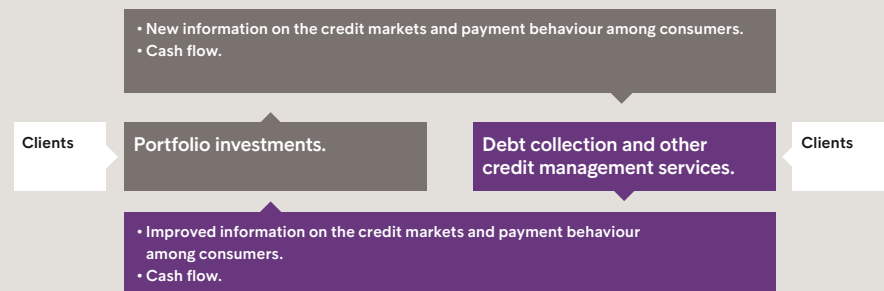 • New information on the credit markets and payment behaviour among consumers.
• Cash flow.
Clients
Portfolio investments.
Debt collection and other
credit management services.
Clients
• Improved information on the credit markets and payment behaviour
among consumers.
• Cash flow.